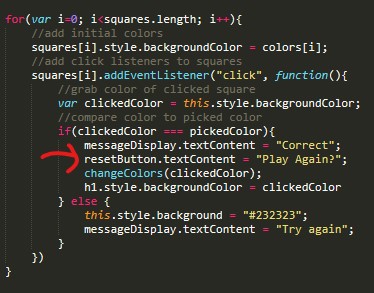 for(var i=0; i<squares.length; i++){
//add initial colors
squares[i].style.backgroundColor = colors[i];
//add click listeners to squares
squares[i].addEventListener("click", function(){
//grab color of clicked square
var clickedColor = this.style.backgroundColor;
//compare color to picked color
if(clickedColor === pickedColor){
messageDisplay.textContent = "Correct";
resetButton.textContent = "Play Again?";
changeColors(clickedColor);
h1.style.backgroundColor = clickedColor
} else {
this.style.background = "#232323";
messageDisplay.textContent = "Try again";
}
})
}